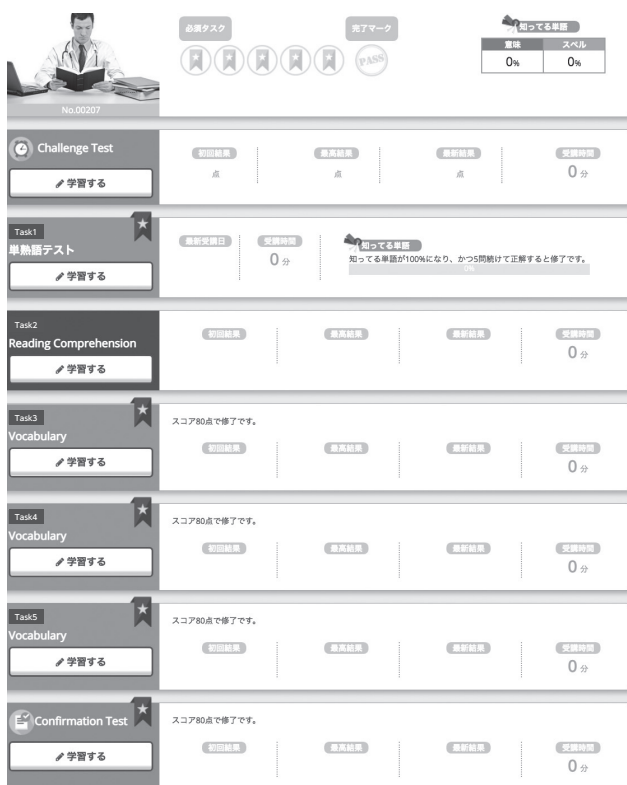 必須タスク
完了マーク
PASS
知ってる単語
意味 スペル
0% 0%
No.00207
Challenge Test
学習する
初回結果 最高結果 最新結果 受講時間
点 点 点 0 分
Task1
単熟語テスト
学習する
最新受講日 受講時間 知ってる単語
0 分
知ってる単語が100%になり、かつ5問続けて正解すると修了です。
0%
Task2
Reading Comprehension
学習する
初回結果 最高結果 最新結果 受講時間
0 分
Task3
Vocabulary
学習する
スコア80点で修了です。
初回結果 最高結果 最新結果 受講時間
0 分
Task4
Vocabulary
学習する
スコア80点で修了です。
初回結果 最高結果 最新結果 受講時間
0 分
Task5
Vocabulary
学習する
スコア80点で修了です。
初回結果 最高結果 最新結果 受講時間
0 分
Confirmation Test
学習する
スコア80点で修了です。
初回結果 最高結果 最新結果 受講時間
0 分